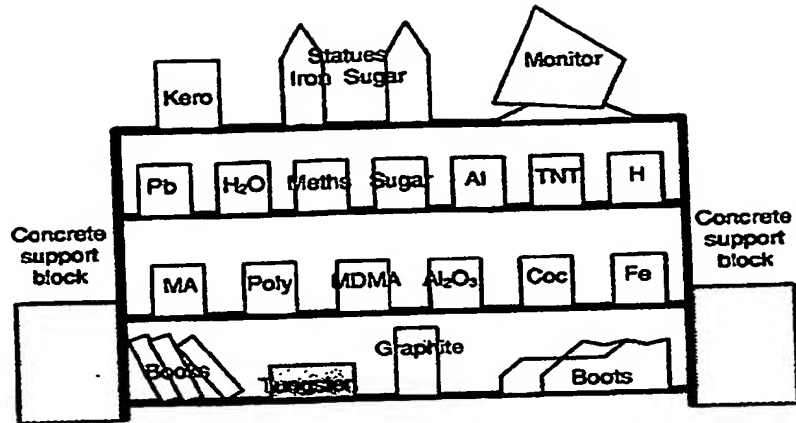 Statues
Iron Sugar
Monitor
Kero
Pb H₂O Meths Sugar Al TNT H
Concrete
support
block
Concrete
support
block
MA Poly MDMA Al₂O₃ Coc Fe
Graphite
Books Tungsten Boots